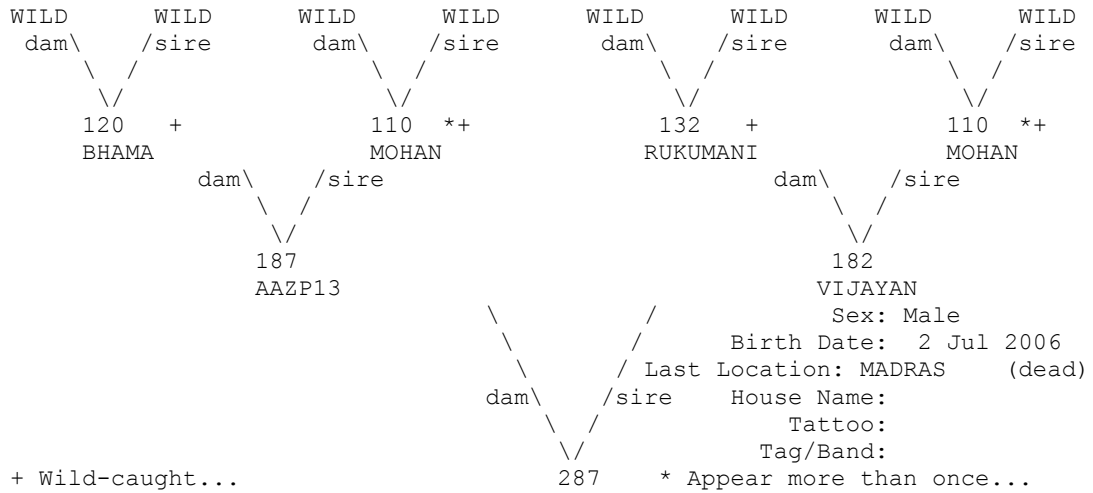 WILD WILD WILD WILD WILD WILD WILD WILD
dam\ /sire dam\ /sire dam\ /sire dam\ /sire
\ / \ / \ / \ /
\/ \/ \/ \/
120 + 110 *+ 132 + 110 *+
BHAMA MOHAN RUKUMANI MOHAN
dam\ /sire dam\ /sire
\ / \ /
\/ \/
187 182
AAZP13 VIJAYAN
\ / Sex: Male
\ / Birth Date: 2 Jul 2006
\ / Last Location: MADRAS (dead)
dam\ /sire House Name:
\ / Tattoo:
\/ Tag/Band:
+ Wild-caught... 287 * Appear more than once...